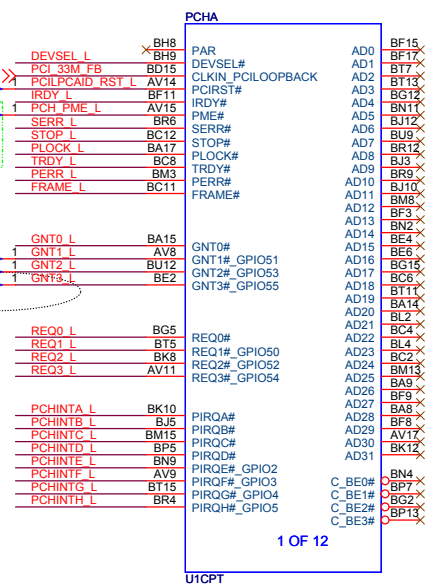 PCHA
BH8 PAR AD0 BF15
DEVSEL_L BH9 DEVSEL# AD1 BF17
PCI_33M_FB BD15 CLKIN_PCILOOPBACK AD2 BT7
1 PCILPCAID_RST_L AV14 PCIRST# AD3 BT13
IRDY_L BF11 IRDY# AD4 BG12
1 PCH_PME_L AV15 PME# AD5 BN11
SERR_L BR6 SERR# AD6 BJ12
STOP_L BC12 STOP# AD7 BU9
PLOCK_L BA17 PLOCK# AD8 BR12
TRDY_L BC8 TRDY# AD9 BJ3
PERR_L BM3 PERR# AD10 BR9
FRAME_L BC11 FRAME# AD11 BJ10
AD12 BM8
AD13 BF3
AD14 BN2
GNT0_L BA15 GNT0# AD15 BE4
1 GNT1_L AV8 GNT1#_GPIO51 AD16 BE6
1 GNT2_L BU12 GNT2#_GPIO53 AD17 BG15
1 GNT3_L BE2 GNT3#_GPIO55 AD18 BC6
AD19 BT11
AD20 BA14
AD21 BL2
REQ0_L BG5 REQ0# AD22 BC4
REQ1_L BT5 REQ1#_GPIO50 AD23 BL4
REQ2_L BK8 REQ2#_GPIO52 AD24 BC2
REQ3_L AV11 REQ3#_GPIO54 AD25 BM13
AD26 BA9
AD27 BF9
PCHINTA_L BK10 PIRQA# AD28 BA8
PCHINTB_L BJ5 PIRQB# AD29 BF8
PCHINTC_L BM15 PIRQC# AD30 AV17
PCHINTD_L BP5 PIRQD# AD31 BK12
PCHINTE_L BN9 PIRQE#_GPIO2
PCHINTF_L AV9 PIRQF#_GPIO3 C_BE0# BN4
PCHINTG_L BT15 PIRQG#_GPIO4 C_BE1# BP7
PCHINTH_L BR4 PIRQH#_GPIO5 C_BE2# BG2
C_BE3# BP13
1 OF 12
U1CPT